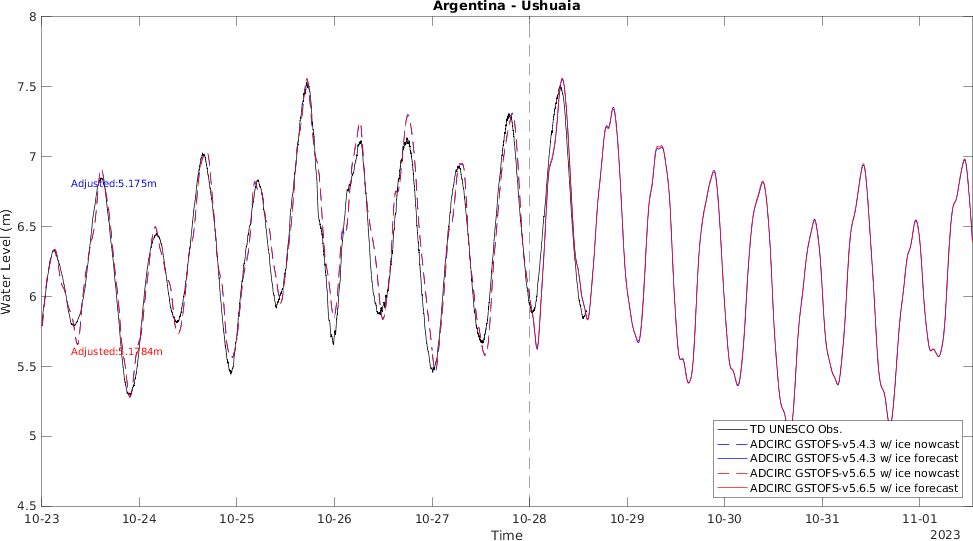 Argentina - Ushuaia
8
7.5
7
6.5
6
5.5
5
4.5
Water Level (m)
Adjusted:5.175m
Adjusted:5.1784m
TD UNESCO Obs.
ADCIRC GSTOFS-v5.4.3 w/ ice nowcast
ADCIRC GSTOFS-v5.4.3 w/ ice forecast
ADCIRC GSTOFS-v5.6.5 w/ ice nowcast
ADCIRC GSTOFS-v5.6.5 w/ ice forecast
10-23 10-24 10-25 10-26 10-27 10-28 10-29 10-30 10-31 11-01
Time
2023